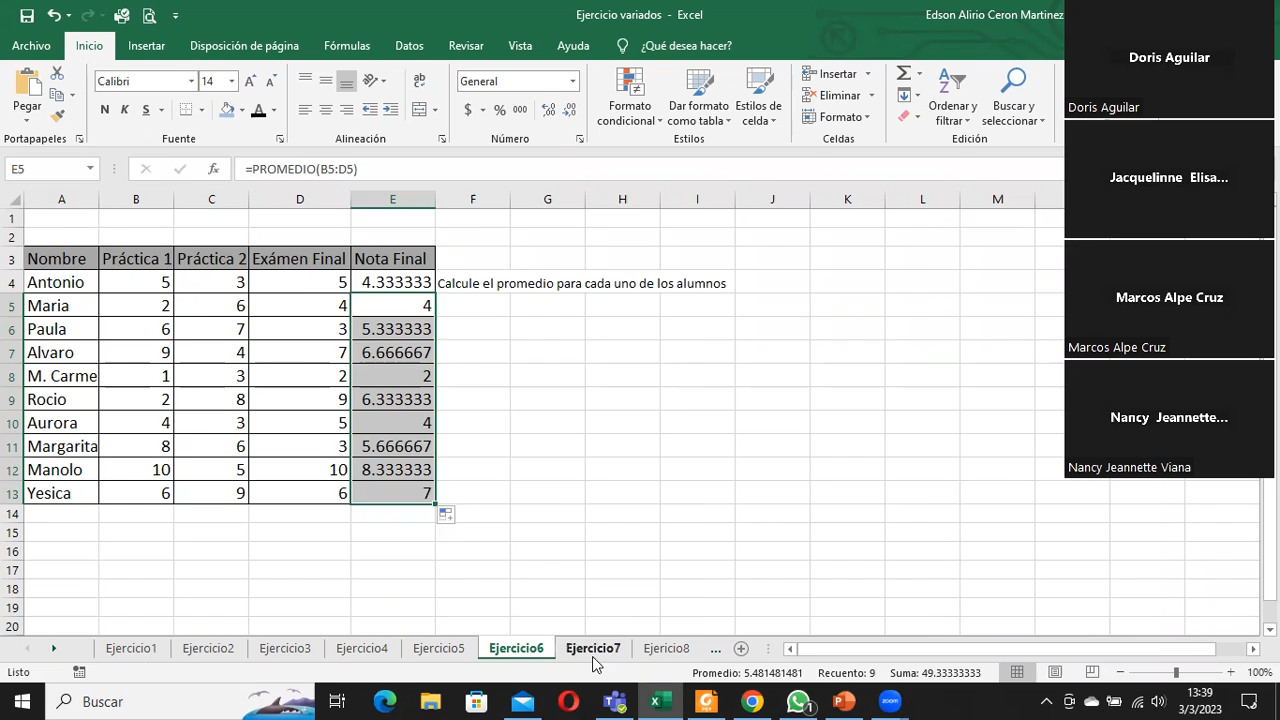 Ejercicio variados - Excel
Edson Alirio Ceron Martinez
Archivo Inicio Insertar Disposición de página Fórmulas Datos Revisar Vista Ayuda ¿Qué desea hacer?
Pegar
Calibri 14
N K S
ab
General
$ % 000
Formato condicional
Dar formato como tabla
Estilos de celda
Insertar
Eliminar
Formato
Ordenar y filtrar
Buscar y seleccionar
Portapapeles Fuente Alineación Número Estilos Celdas Edición
E5 fx =PROMEDIO(B5:D5)
A B C D E F G H I J K L M
1
2
3 Nombre Práctica 1 Práctica 2 Exámen Final Nota Final
4 Antonio 5 3 5 4.333333 Calcule el promedio para cada uno de los alumnos
5 Maria 2 6 4 4
6 Paula 6 7 3 5.333333
7 Alvaro 9 4 7 6.666667
8 M. Carme 1 3 2 2
9 Rocio 2 8 9 6.333333
10 Aurora 4 3 5 4
11 Margarita 8 6 3 5.666667
12 Manolo 10 5 10 8.333333
13 Yesica 6 9 6 7
14
15
16
17
18
19
20
Doris Aguilar
Doris Aguilar
Jacquelinne Elisa...
Marcos Alpe Cruz
Marcos Alpe Cruz
Nancy Jeannette...
Nancy Jeannette Viana
Ejercicio1 Ejercicio2 Ejercicio3 Ejercicio4 Ejercicio5 Ejercicio6 Ejercicio7 Ejericio8 ...
Listo Promedio: 5.481481481 Recuento: 9 Suma: 49.33333333 100%
Buscar
zoom
1
13:39
3/3/2023